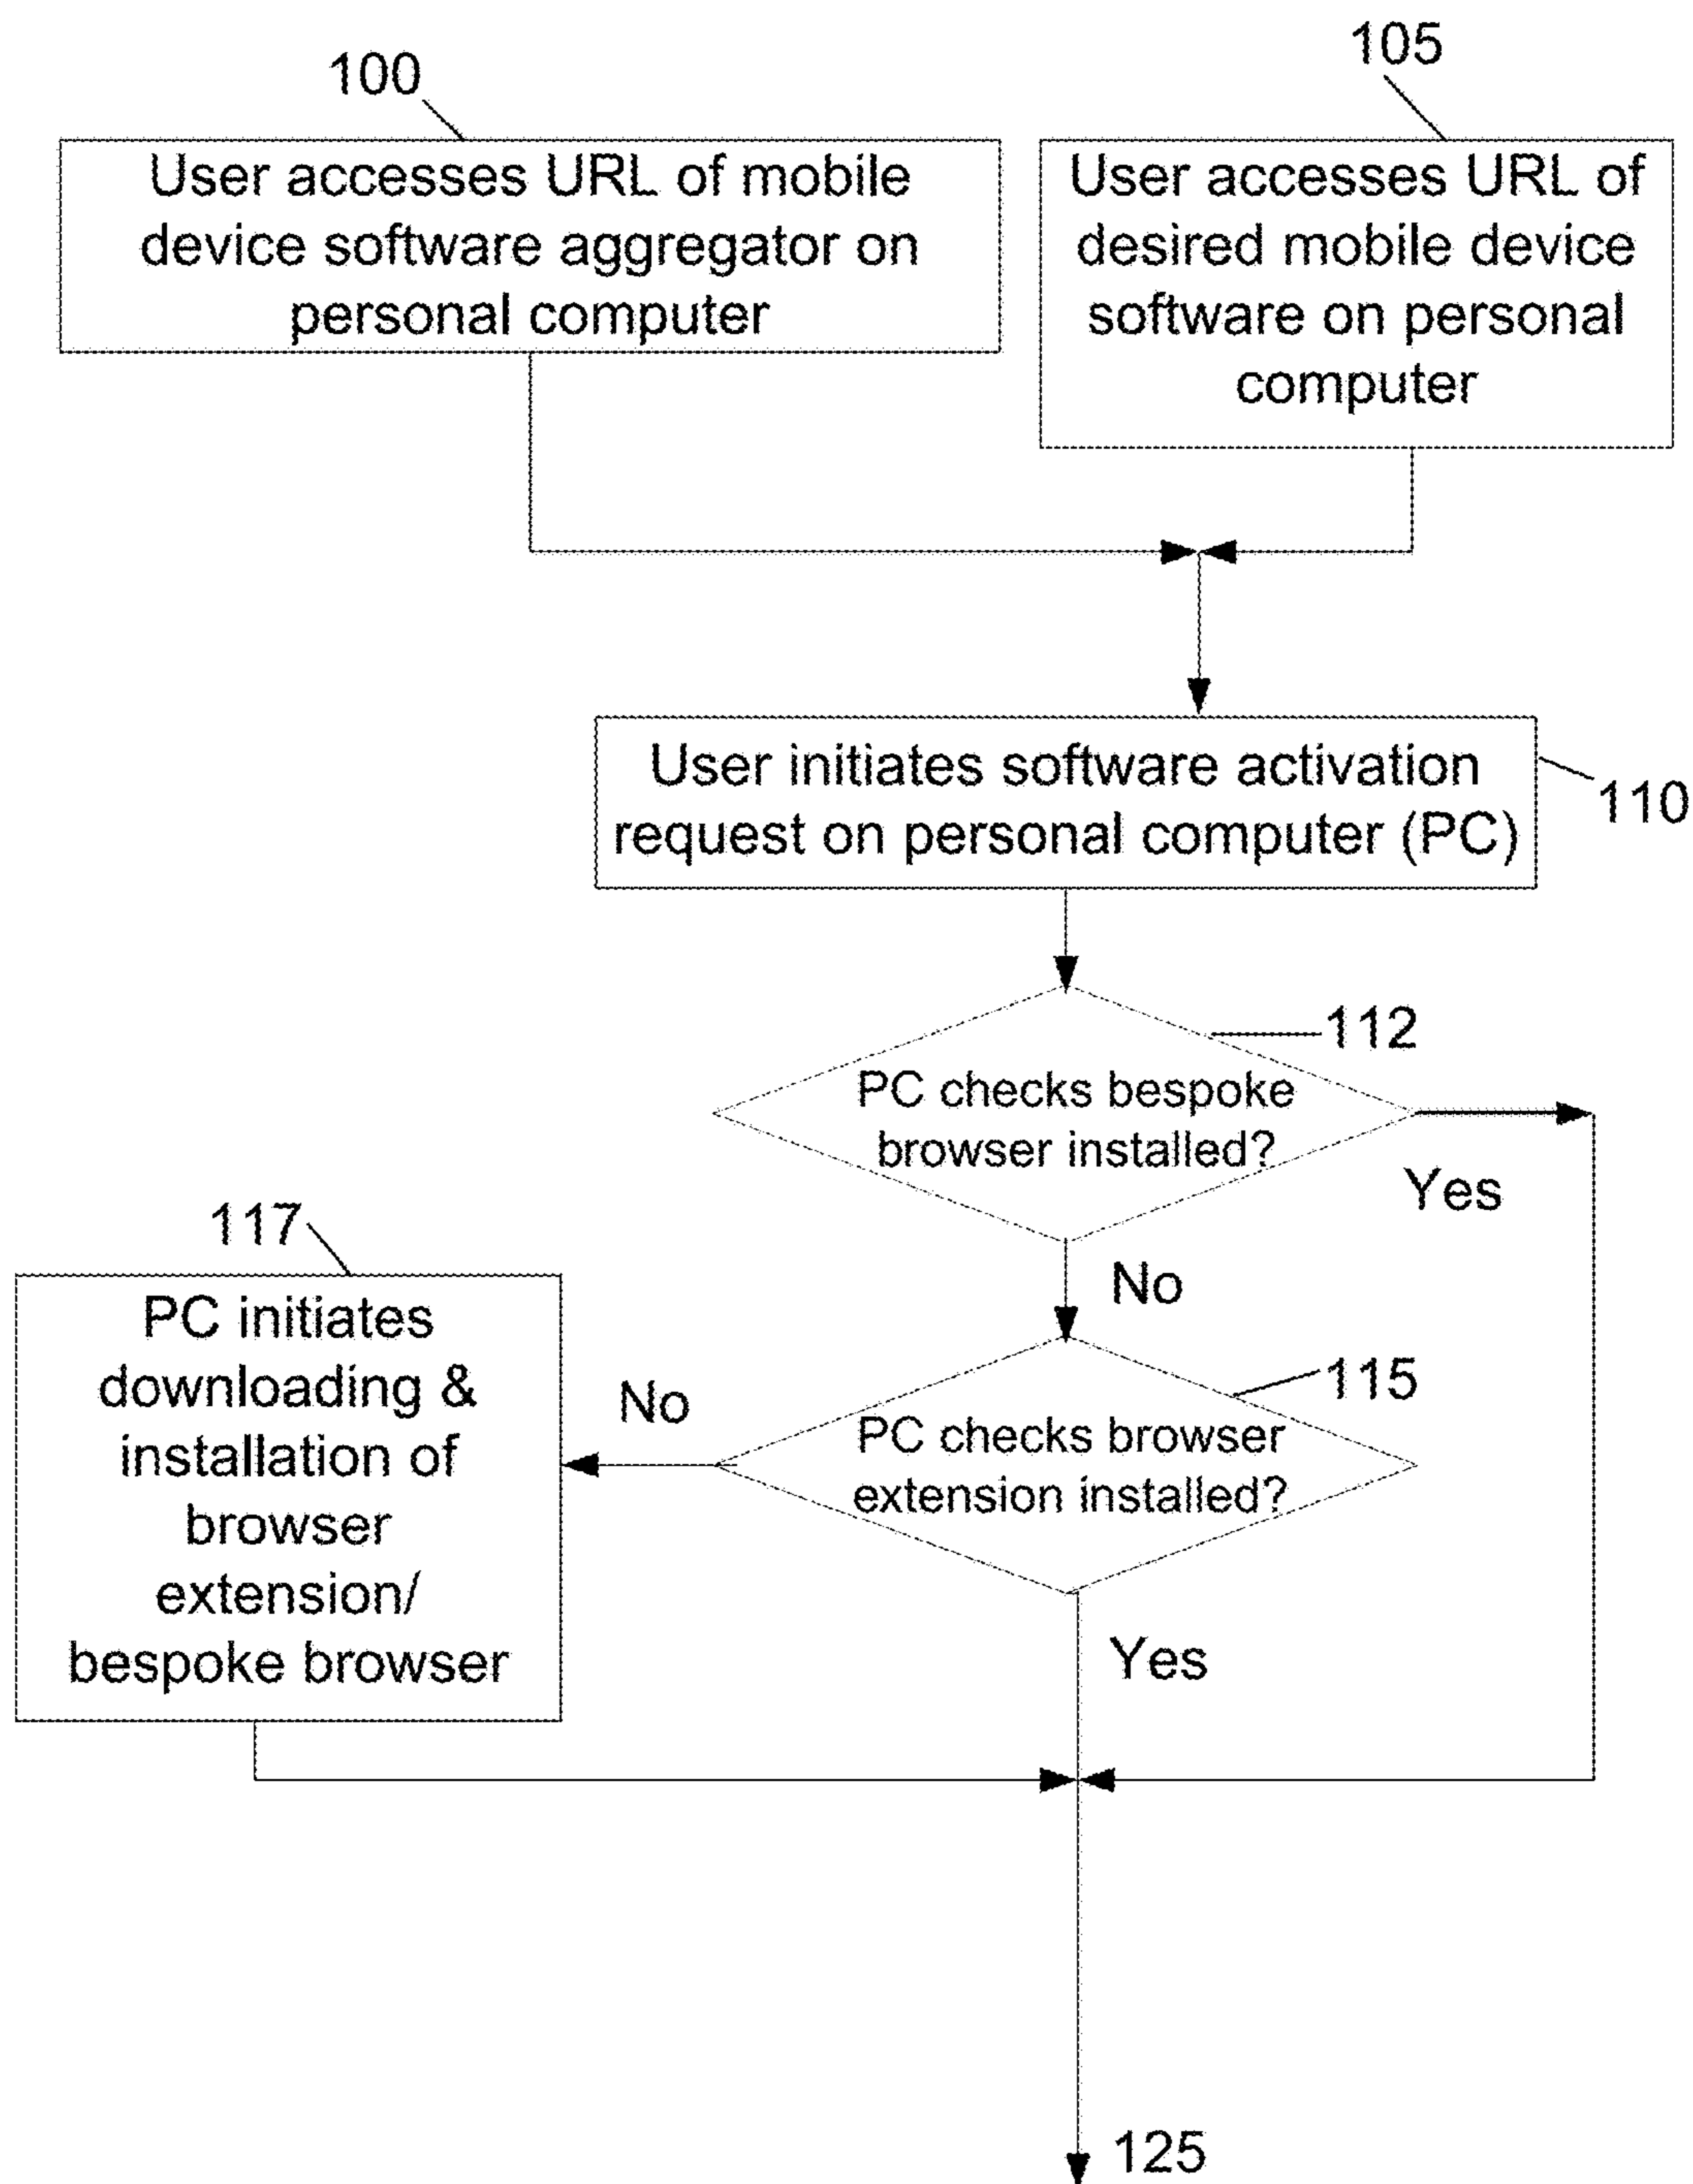 100
User accesses URL of mobile
device software aggregator on
personal computer
105
User accesses URL of
desired mobile device
software on personal
computer
User initiates software activation
request on personal computer (PC)
110
112
PC checks bespoke
browser installed?
Yes
No
117
PC initiates
downloading &
installation of
browser
extension/
bespoke browser
No
115
PC checks browser
extension installed?
Yes
125